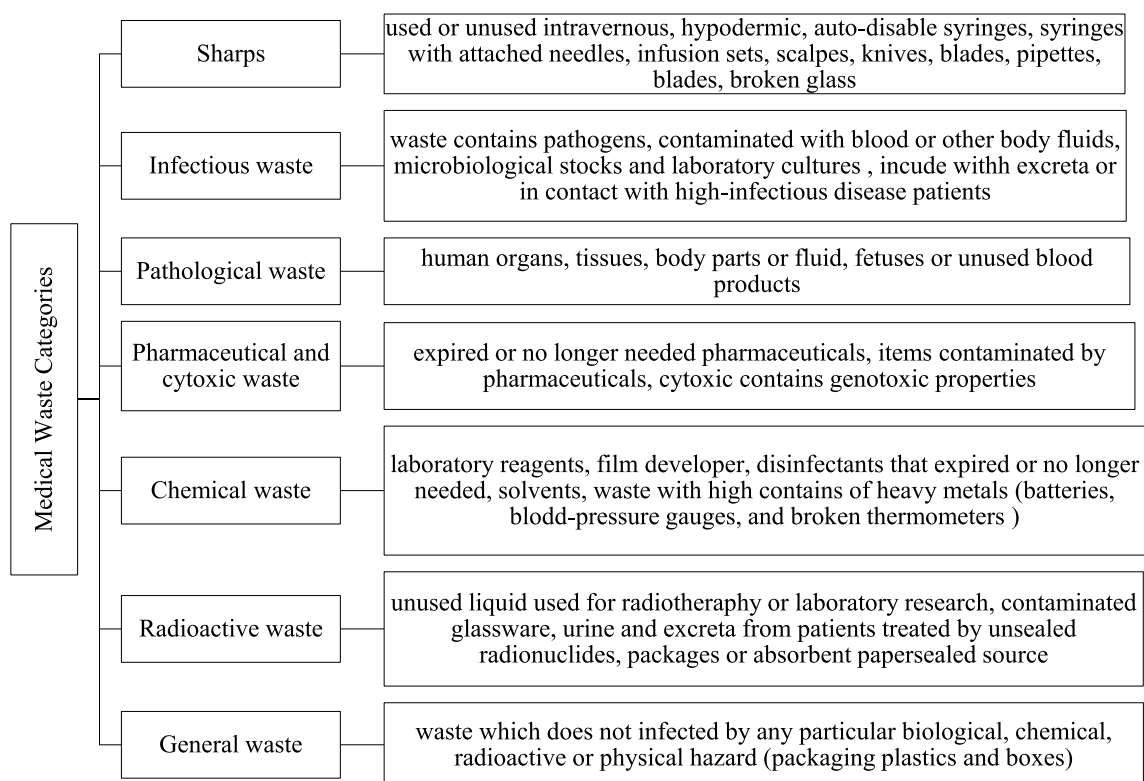 Medical Waste Categories
Sharps
used or unused intravernous, hypodermic, auto-disable syringes, syringes
with attached needles, infusion sets, scalpes, knives, blades, pipettes,
blades, broken glass
Infectious waste
waste contains pathogens, contaminated with blood or other body fluids,
microbiological stocks and laboratory cultures , incude withh excreta or
in contact with high-infectious disease patients
Pathological waste
human organs, tissues, body parts or fluid, fetuses or unused blood
products
Pharmaceutical and
cytoxic waste
expired or no longer needed pharmaceuticals, items contaminated by
pharmaceuticals, cytoxic contains genotoxic properties
Chemical waste
laboratory reagents, film developer, disinfectants that expired or no longer
needed, solvents, waste with high contains of heavy metals (batteries,
blodd-pressure gauges, and broken thermometers )
Radioactive waste
unused liquid used for radiotheraphy or laboratory research, contaminated
glassware, urine and excreta from patients treated by unsealed
radionuclides, packages or absorbent papersealed source
General waste
waste which does not infected by any particular biological, chemical,
radioactive or physical hazard (packaging plastics and boxes)